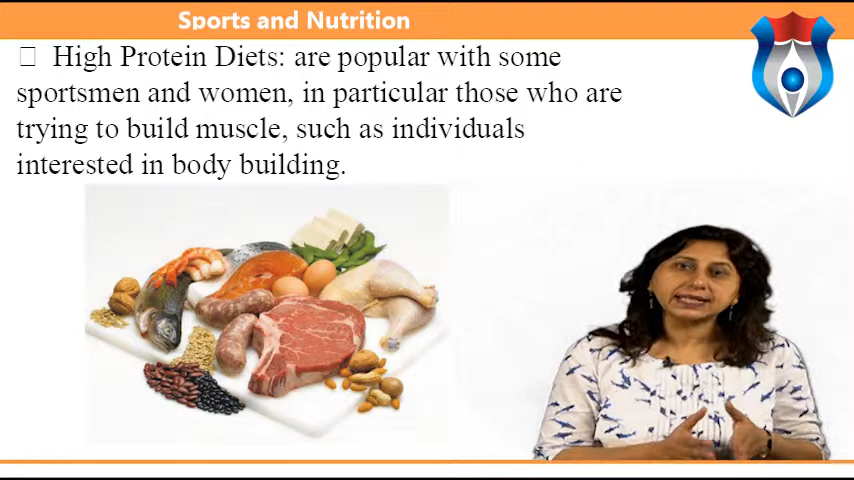 Sports and Nutrition
□ High Protein Diets: are popular with some
sportsmen and women, in particular those who are
trying to build muscle, such as individuals
interested in body building.